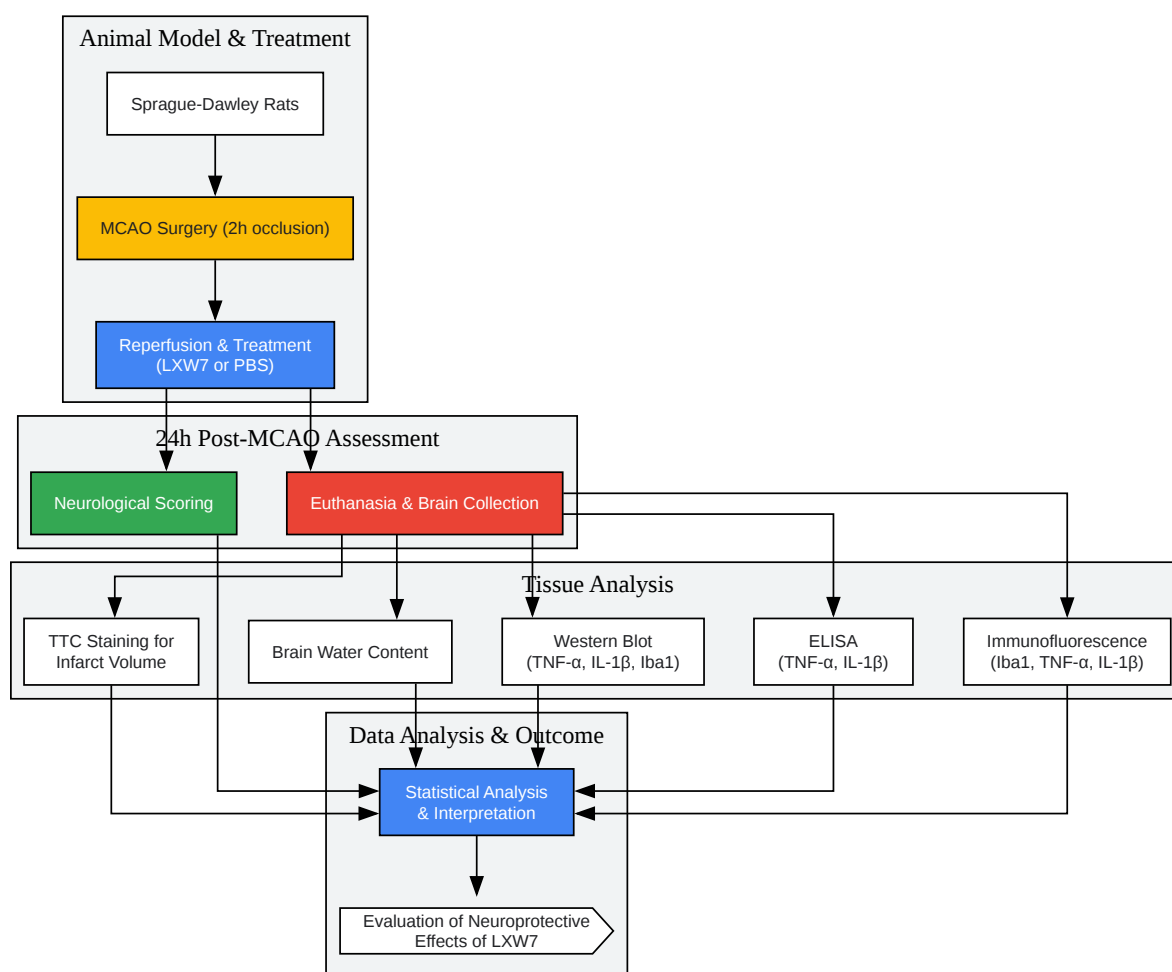 Animal Model & Treatment
Sprague-Dawley Rats
MCAO Surgery (2h occlusion)
Reperfusion & Treatment
(LXW7 or PBS)
24h Post-MCAO Assessment
Neurological Scoring
Euthanasia & Brain Collection
Tissue Analysis
TTC Staining for
Infarct Volume
Brain Water Content
Western Blot
(TNF-α, IL-1β, Iba1)
ELISA
(TNF-α, IL-1β)
Immunofluorescence
(Iba1, TNF-α, IL-1β)
Data Analysis & Outcome
Statistical Analysis
& Interpretation
Evaluation of Neuroprotective
Effects of LXW7